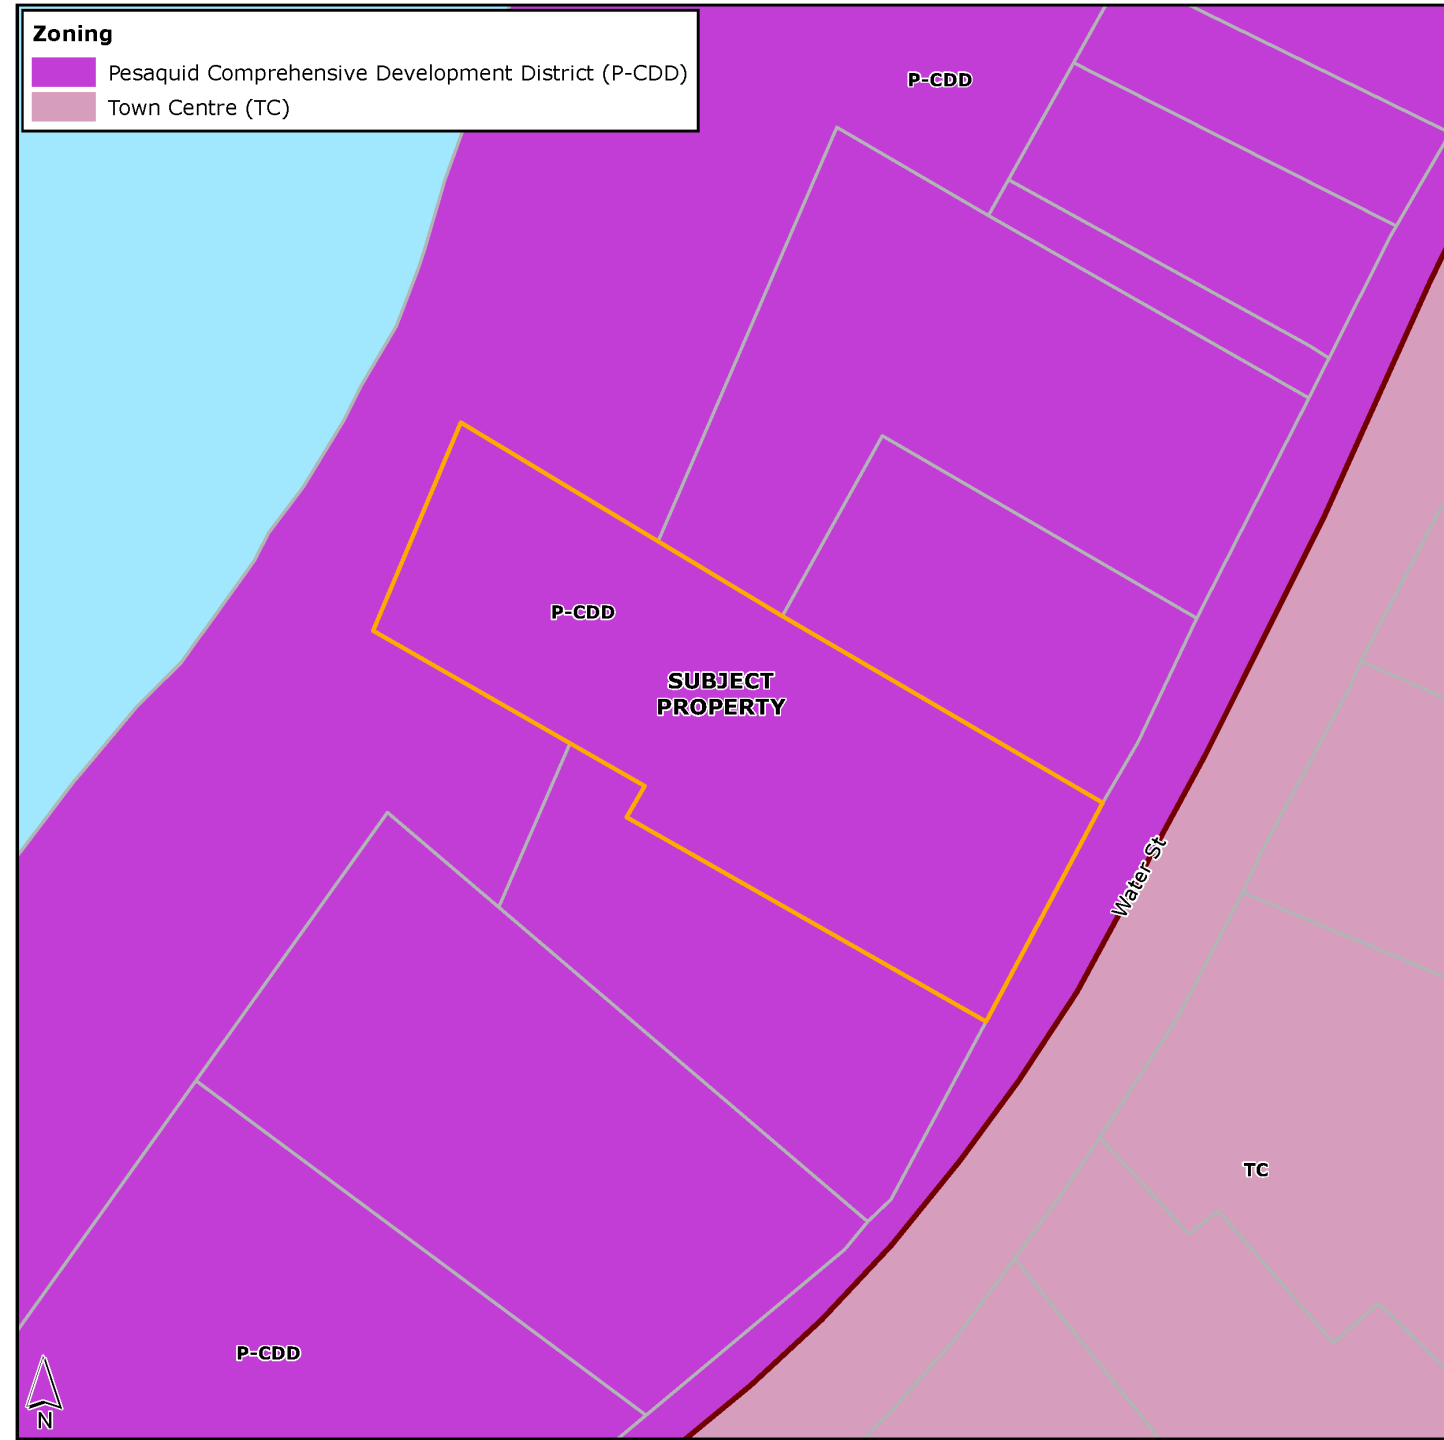 Zoning
Pesaquid Comprehensive Development District (P-CDD)
Town Centre (TC)
P-CDD
P-CDD
SUBJECT
PROPERTY
Water St
TC
P-CDD
N